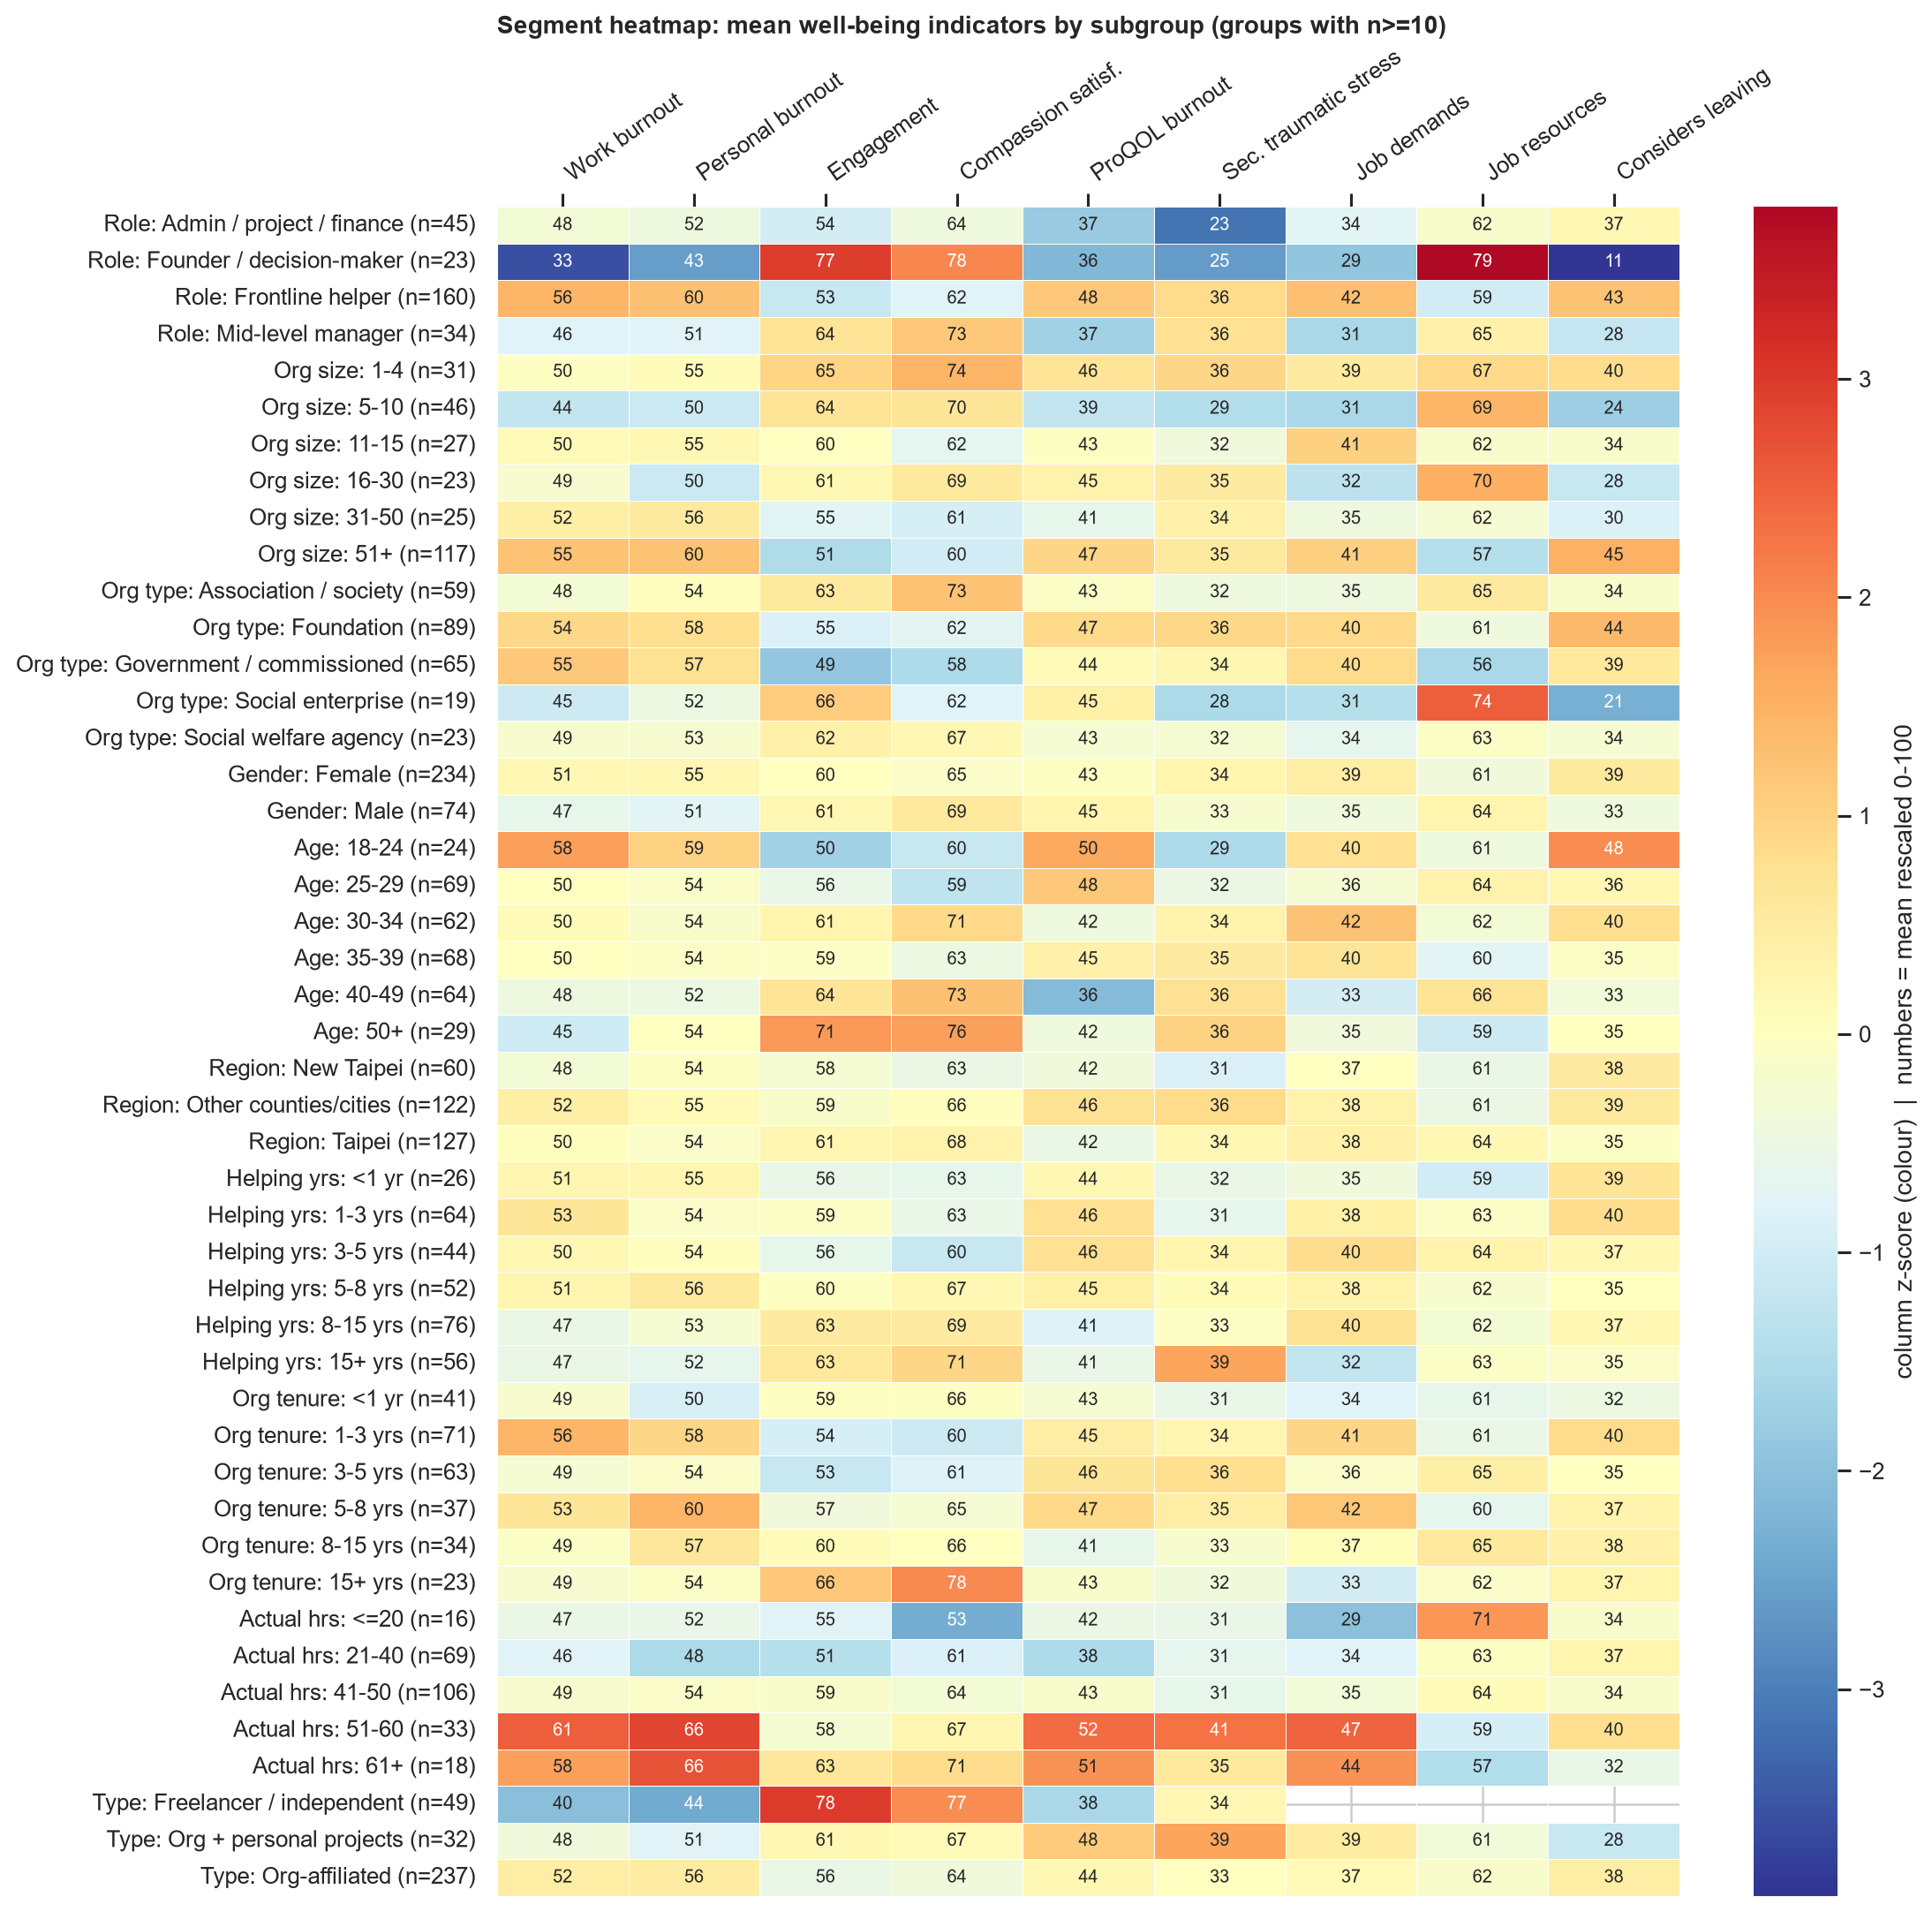 Segment heatmap: mean well-being indicators by subgroup (groups with n>=10)
Work burnout
Personal burnout
Engagement
Compassion satisf.
ProQOL burnout
Sec. traumatic stress
Job demands
Job resources
Considers leaving
Role: Admin / project / finance (n=45) 48 52 54 64 37 23 34 62 37
Role: Founder / decision-maker (n=23) 33 43 77 78 36 25 29 79 11
Role: Frontline helper (n=160) 56 60 53 62 48 36 42 59 43
Role: Mid-level manager (n=34) 46 51 64 73 37 36 31 65 28
Org size: 1-4 (n=31) 50 55 65 74 46 36 39 67 40
Org size: 5-10 (n=46) 44 50 64 70 39 29 31 69 24
Org size: 11-15 (n=27) 50 55 60 62 43 32 41 62 34
Org size: 16-30 (n=23) 49 50 61 69 45 35 32 70 28
Org size: 31-50 (n=25) 52 56 55 61 41 34 35 62 30
Org size: 51+ (n=117) 55 60 51 60 47 35 41 57 45
Org type: Association / society (n=59) 48 54 63 73 43 32 35 65 34
Org type: Foundation (n=89) 54 58 55 62 47 36 40 61 44
Org type: Government / commissioned (n=65) 55 57 49 58 44 34 40 56 39
Org type: Social enterprise (n=19) 45 52 66 62 45 28 31 74 21
Org type: Social welfare agency (n=23) 49 53 62 67 43 32 34 63 34
Gender: Female (n=234) 51 55 60 65 43 34 39 61 39
Gender: Male (n=74) 47 51 61 69 45 33 35 64 33
Age: 18-24 (n=24) 58 59 50 60 50 29 40 61 48
Age: 25-29 (n=69) 50 54 56 59 48 32 36 64 36
Age: 30-34 (n=62) 50 54 61 71 42 34 42 62 40
Age: 35-39 (n=68) 50 54 59 63 45 35 40 60 35
Age: 40-49 (n=64) 48 52 64 73 36 36 33 66 33
Age: 50+ (n=29) 45 54 71 76 42 36 35 59 35
Region: New Taipei (n=60) 48 54 58 63 42 31 37 61 38
Region: Other counties/cities (n=122) 52 55 59 66 46 36 38 61 39
Region: Taipei (n=127) 50 54 61 68 42 34 38 64 35
Helping yrs: <1 yr (n=26) 51 55 56 63 44 32 35 59 39
Helping yrs: 1-3 yrs (n=64) 53 54 59 63 46 31 38 63 40
Helping yrs: 3-5 yrs (n=44) 50 54 56 60 46 34 40 64 37
Helping yrs: 5-8 yrs (n=52) 51 56 60 67 45 34 38 62 35
Helping yrs: 8-15 yrs (n=76) 47 53 63 69 41 33 40 62 37
Helping yrs: 15+ yrs (n=56) 47 52 63 71 41 39 32 63 35
Org tenure: <1 yr (n=41) 49 50 59 66 43 31 34 61 32
Org tenure: 1-3 yrs (n=71) 56 58 54 60 45 34 41 61 40
Org tenure: 3-5 yrs (n=63) 49 54 53 61 46 36 36 65 35
Org tenure: 5-8 yrs (n=37) 53 60 57 65 47 35 42 60 37
Org tenure: 8-15 yrs (n=34) 49 57 60 66 41 33 37 65 38
Org tenure: 15+ yrs (n=23) 49 54 66 78 43 32 33 62 37
Actual hrs: <=20 (n=16) 47 52 55 53 42 31 29 71 34
Actual hrs: 21-40 (n=69) 46 48 51 61 38 31 34 63 37
Actual hrs: 41-50 (n=106) 49 54 59 64 43 31 35 64 34
Actual hrs: 51-60 (n=33) 61 66 58 67 52 41 47 59 40
Actual hrs: 61+ (n=18) 58 66 63 71 51 35 44 57 32
Type: Freelancer / independent (n=49) 40 44 78 77 38 34
Type: Org + personal projects (n=32) 48 51 61 67 48 39 39 61 28
Type: Org-affiliated (n=237) 52 56 56 64 44 33 37 62 38
3
2
1
0
−1
−2
−3
column z-score (colour) | numbers = mean rescaled 0-100